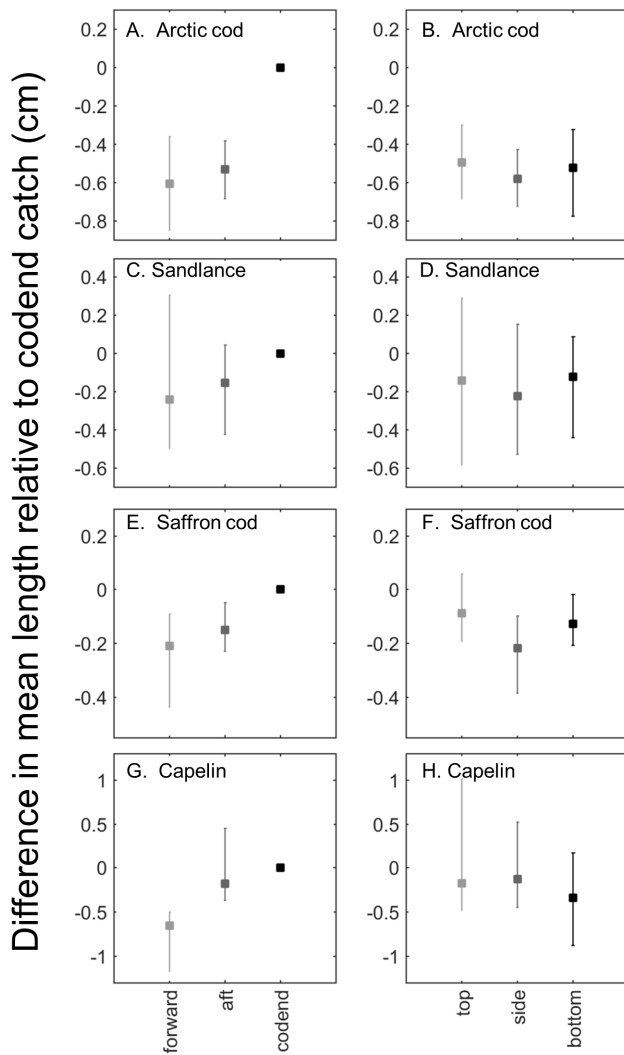 Difference in mean length relative to codend catch (cm)
A. Arctic cod
0.2
0
-0.2
-0.4
-0.6
-0.8
B. Arctic cod
0.2
0
-0.2
-0.4
-0.6
-0.8
C. Sandlance
0.4
0.2
0
-0.2
-0.4
-0.6
D. Sandlance
0.4
0.2
0
-0.2
-0.4
-0.6
E. Saffron cod
0.2
0
-0.2
-0.4
F. Saffron cod
0.2
0
-0.2
-0.4
G. Capelin
1
0.5
0
-0.5
-1
forward
aft
codend
H. Capelin
1
0.5
0
-0.5
-1
top
side
bottom